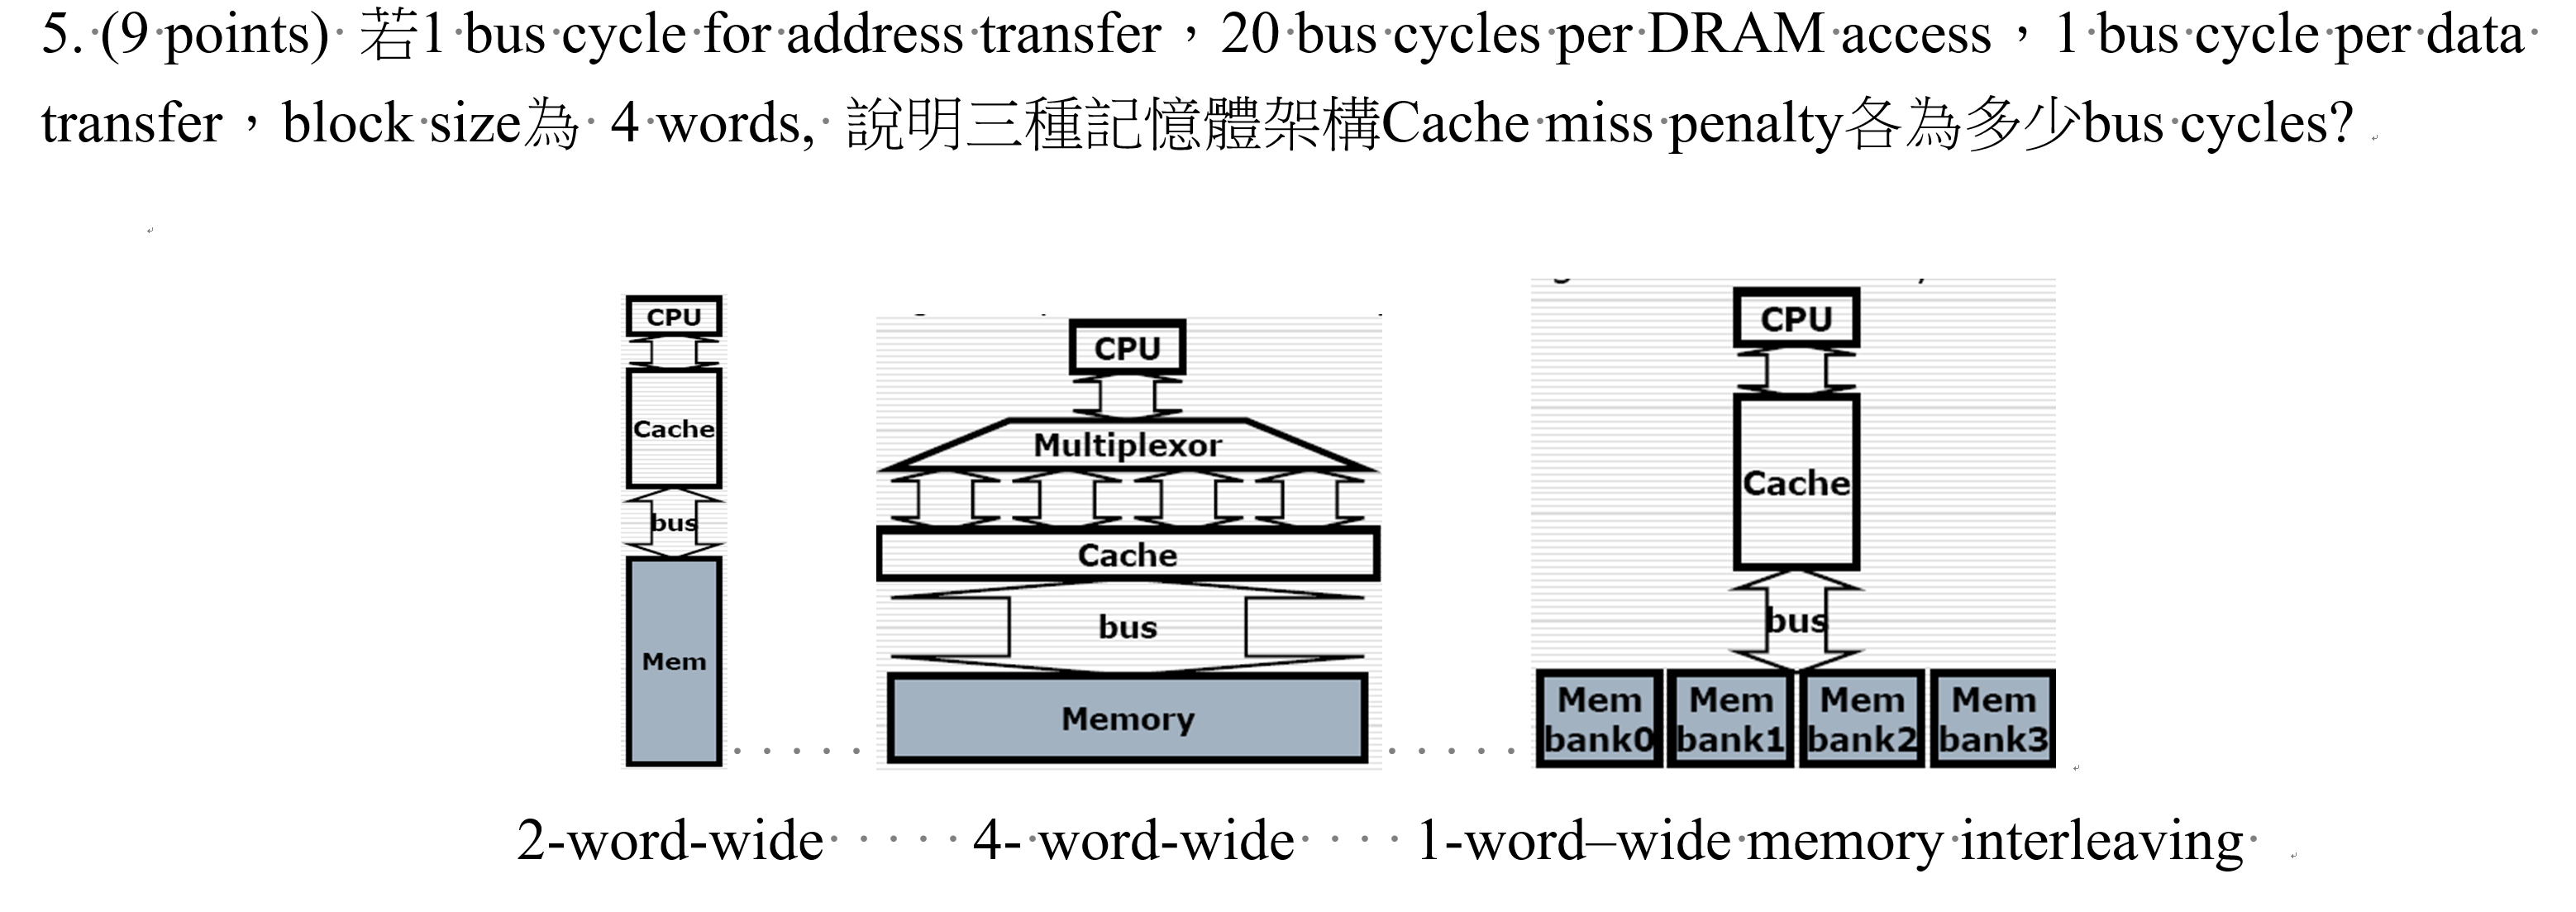 5. (9 points) 若1 bus cycle for address transfer，20 bus cycles per DRAM access，1 bus cycle per data
transfer，block size為 4 words, 說明三種記憶體架構Cache miss penalty各為多少bus cycles?
CPU
Cache
bus
Mem
CPU
Multiplexor
Cache
bus
Memory
CPU
Cache
bus
Mem bank0
Mem bank1
Mem bank2
Mem bank3
2-word-wide 4- word-wide 1-word–wide memory interleaving